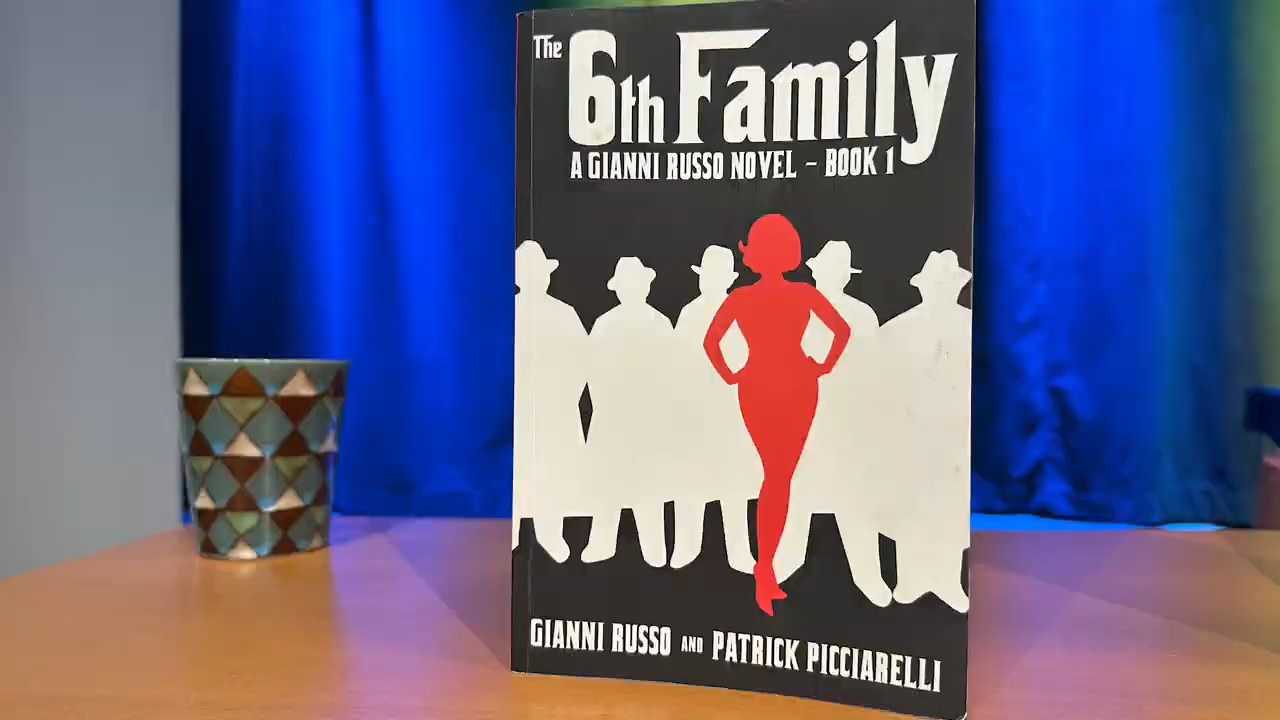 The 6th Family
A GIANNI RUSSO NOVEL - BOOK 1
GIANNI RUSSO AND PATRICK PICCIARELLI